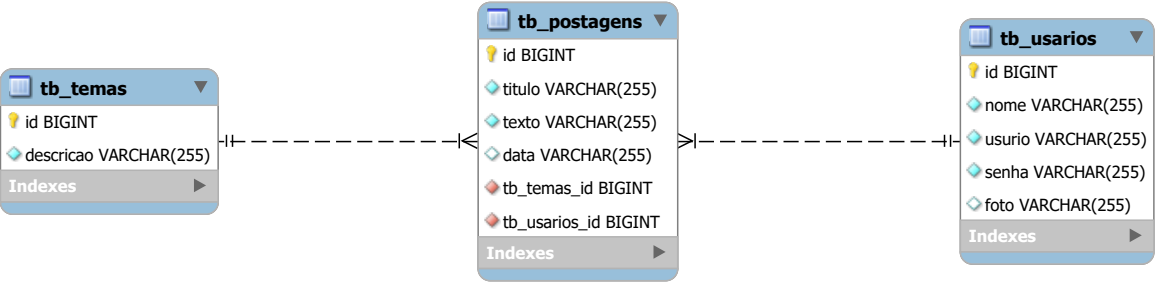 tb_temas
id BIGINT
descricao VARCHAR(255)
Indexes
tb_postagens
id BIGINT
titulo VARCHAR(255)
texto VARCHAR(255)
data VARCHAR(255)
tb_temas_id BIGINT
tb_usarios_id BIGINT
Indexes
tb_usarios
id BIGINT
nome VARCHAR(255)
usurio VARCHAR(255)
senha VARCHAR(255)
foto VARCHAR(255)
Indexes